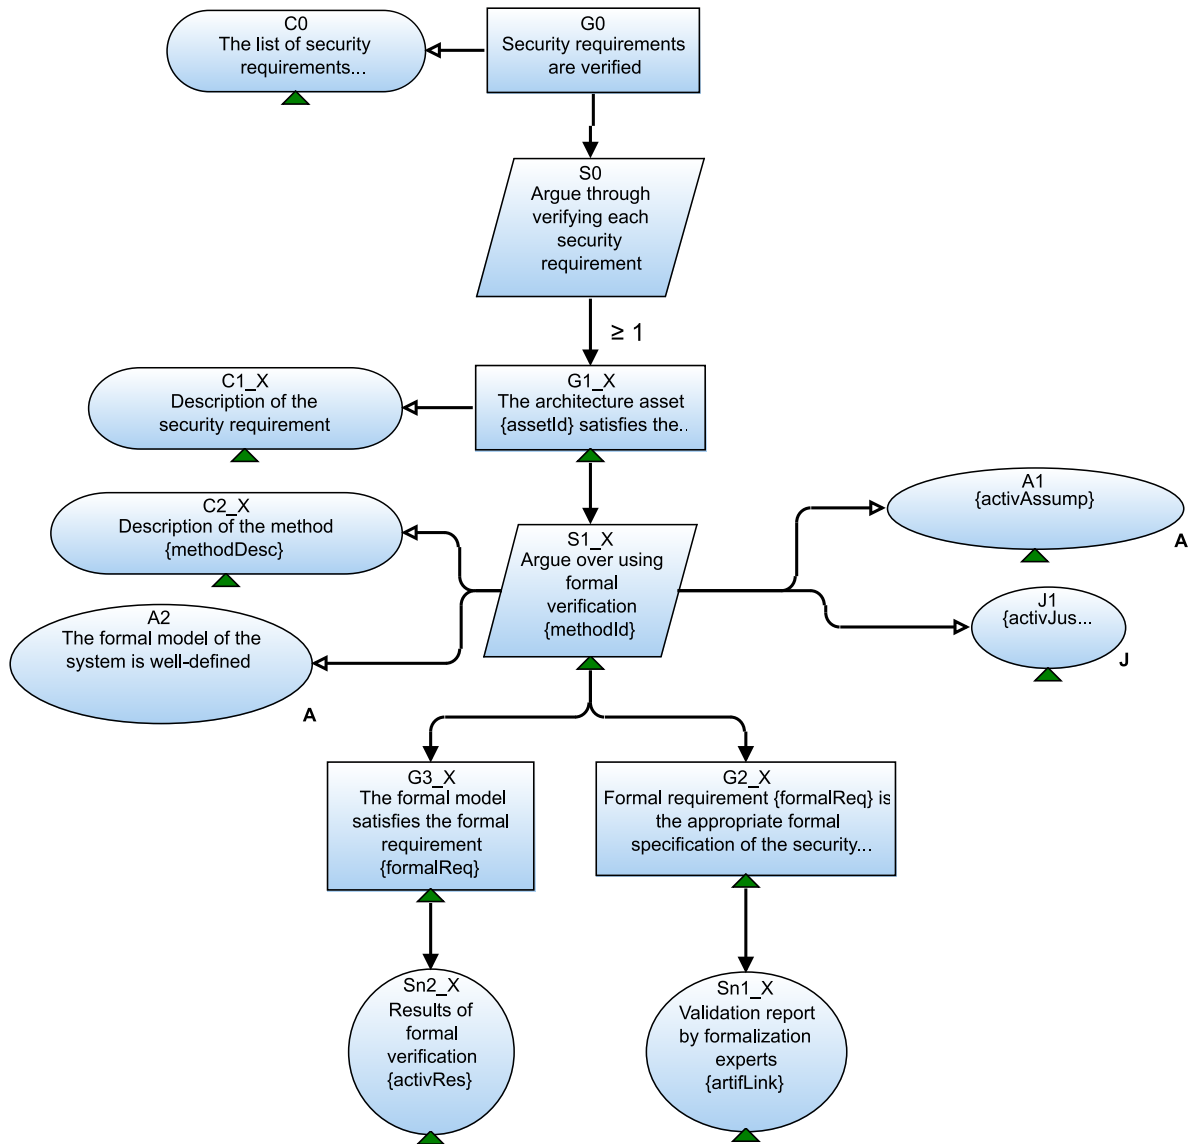 C0
The list of security
requirements...
G0
Security requirements
are verified
S0
Argue through
verifying each
security
requirement
≥ 1
C1_X
Description of the
security requirement
G1_X
The architecture asset
{assetId} satisfies the..
C2_X
Description of the method
{methodDesc}
S1_X
Argue over using
formal
verification
{methodId}
A1
{activAssump}
A
A2
The formal model of the
system is well-defined
A
J1
{activJus...
J
G3_X
The formal model
satisfies the formal
requirement
{formalReq}
G2_X
Formal requirement {formalReq} is
the appropriate formal
specification of the security...
Sn2_X
Results of
formal
verification
{activRes}
Sn1_X
Validation report
by formalization
experts
{artifLink}